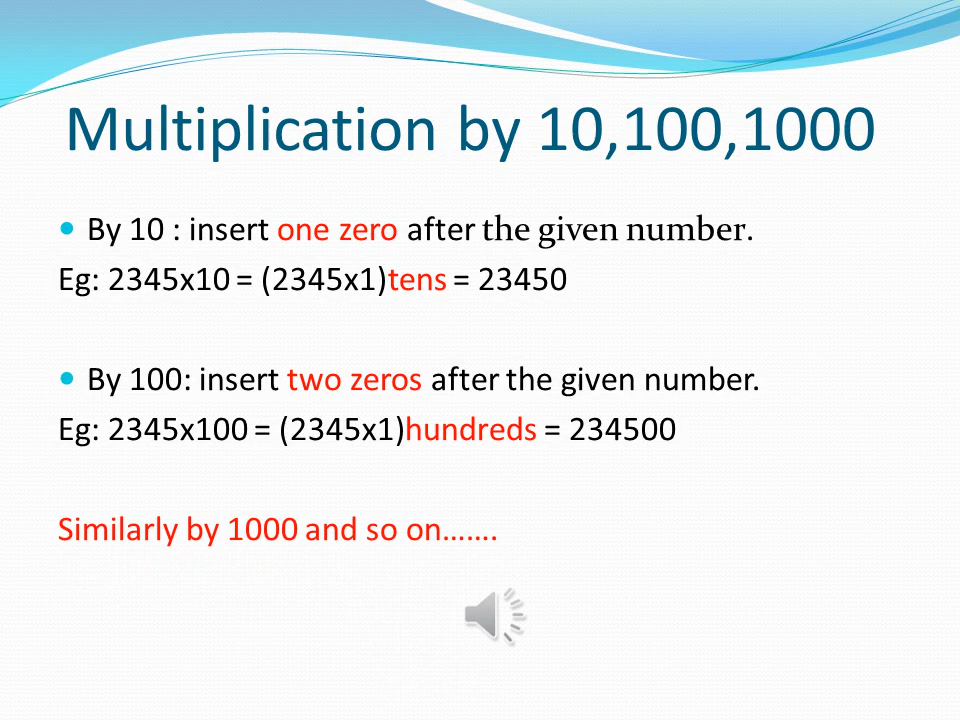 Multiplication by 10,100,1000
By 10 : insert one zero after the given number.
Eg: 2345x10 = (2345x1)tens = 23450
By 100: insert two zeros after the given number.
Eg: 2345x100 = (2345x1)hundreds = 234500
Similarly by 1000 and so on…….